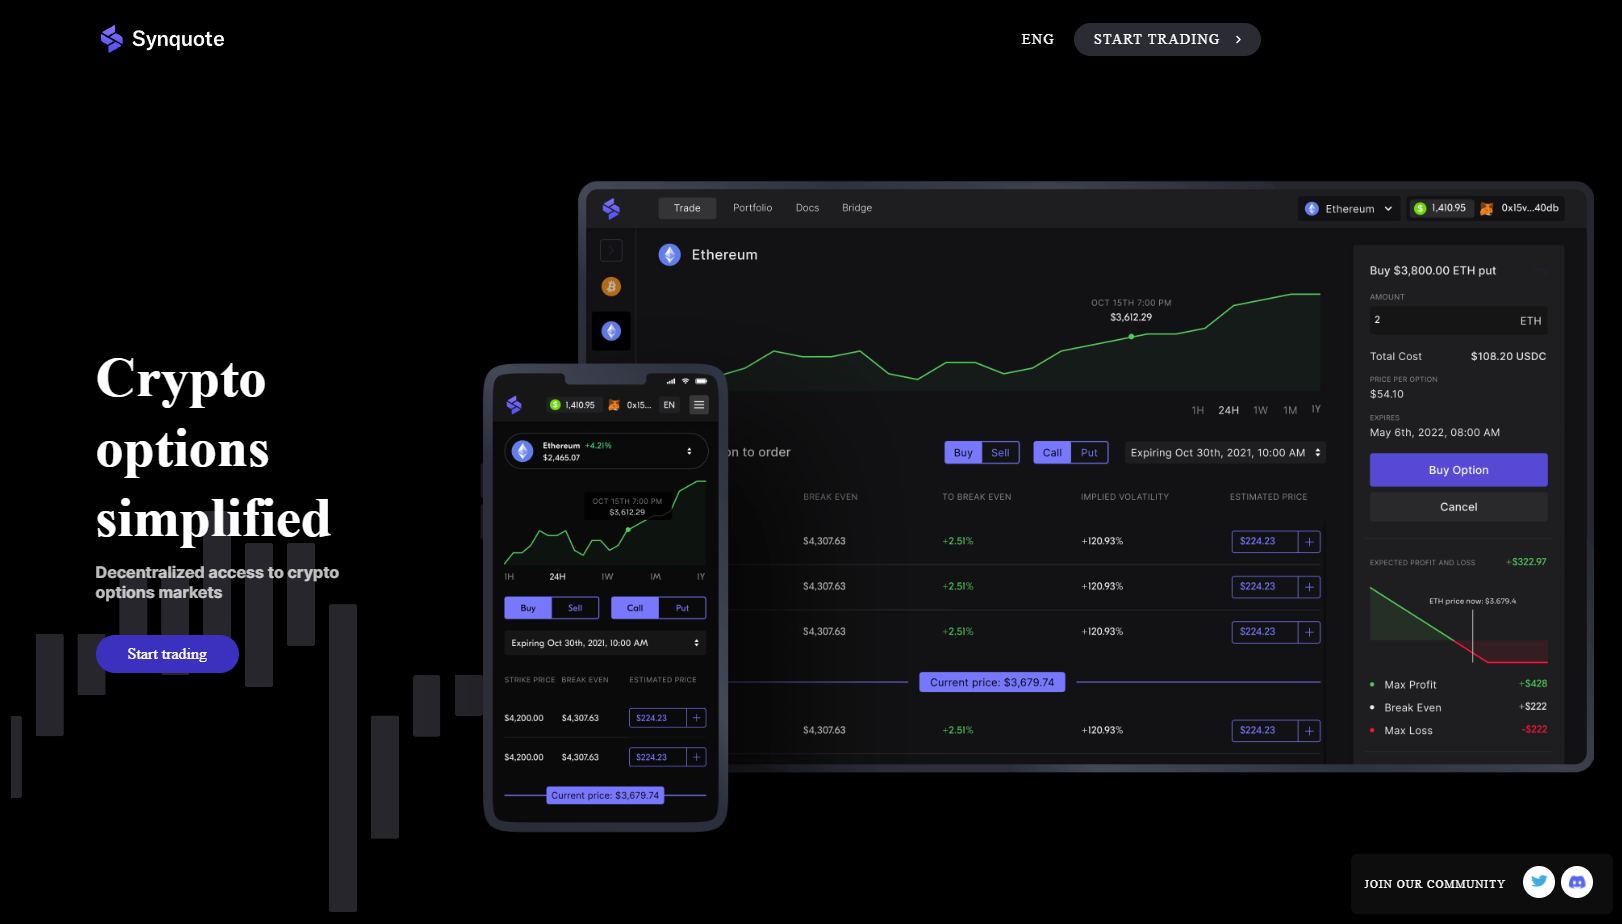 Synquote
ENG
START TRADING
Crypto
options
simplified
Decentralized access to crypto
options markets
Start trading
Trade
Portfolio
Docs
Bridge
Ethereum
1,410.95
0x15v...40db
Ethereum
OCT 15TH 7:00 PM
$3,612.29
1H
24H
1W
1M
1Y
on to order
Buy
Sell
Call
Put
Expiring Oct 30th, 2021, 10:00 AM
BREAK EVEN
TO BREAK EVEN
IMPLIED VOLATILITY
ESTIMATED PRICE
$4,307.63
+2.51%
+120.93%
$224.23
+
$4,307.63
+2.51%
+120.93%
$224.23
+
$4,307.63
+2.51%
+120.93%
$224.23
+
Current price: $3,679.74
$4,307.63
+2.51%
+120.93%
$224.23
+
Buy $3,800.00 ETH put
AMOUNT
2
ETH
Total Cost
$108.20 USDC
PRICE PER OPTION
$54.10
EXPIRES
May 6th, 2022, 08:00 AM
Buy Option
Cancel
EXPECTED PROFIT AND LOSS
+$322.97
ETH price now: $3.679.4
Max Profit
+$428
Break Even
+$222
Max Loss
-$222
1,410.95
0x15...
EN
Ethereum +4.21%
$2,465.07
OCT 15TH 7:00 PM
$3,612.29
1H
24H
1W
1M
1Y
Buy
Sell
Call
Put
Expiring Oct 30th, 2021, 10:00 AM
STRIKE PRICE
BREAK EVEN
ESTIMATED PRICE
$4,200.00
$4,307.63
$224.23
+
$4,200.00
$4,307.63
$224.23
+
Current price: $3,679.74
JOIN OUR COMMUNITY